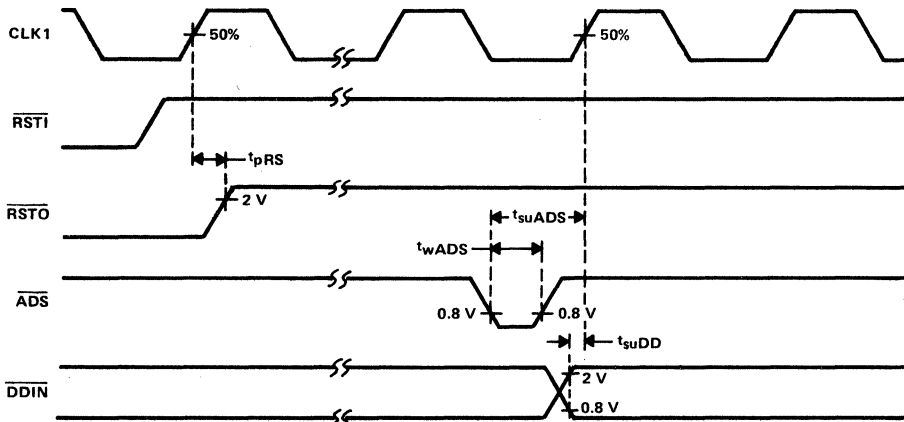 CLK1
50%
50%
RSTI
tpRS
RSTO
2 V
tsuADS
twADS
ADS
0.8 V
0.8 V
tsuDD
DDIN
2 V
0.8 V